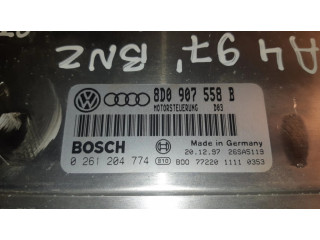 A4 97' BNZ
8D0 907 558 B
MOTORSTEUERUNG D03
BOSCH
Made in Germany
0 261 204 774
20.12.97 26SA5119
B10 8D0 77220 1111 0353